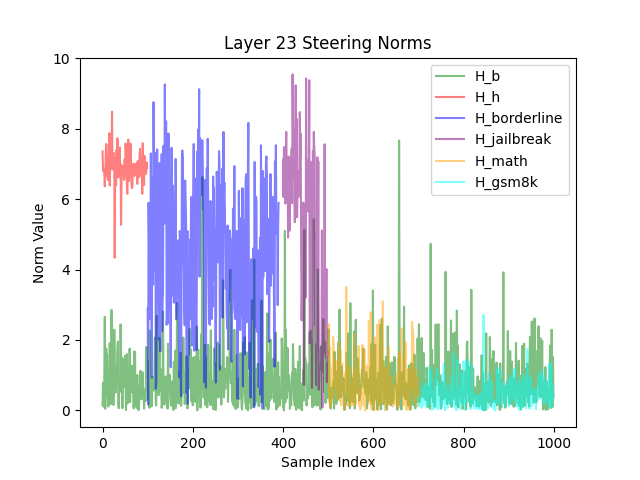 Layer 23 Steering Norms
10
8
6
4
2
0
Norm Value
0
200
400
600
800
1000
Sample Index
H_b
H_h
H_borderline
H_jailbreak
H_math
H_gsm8k